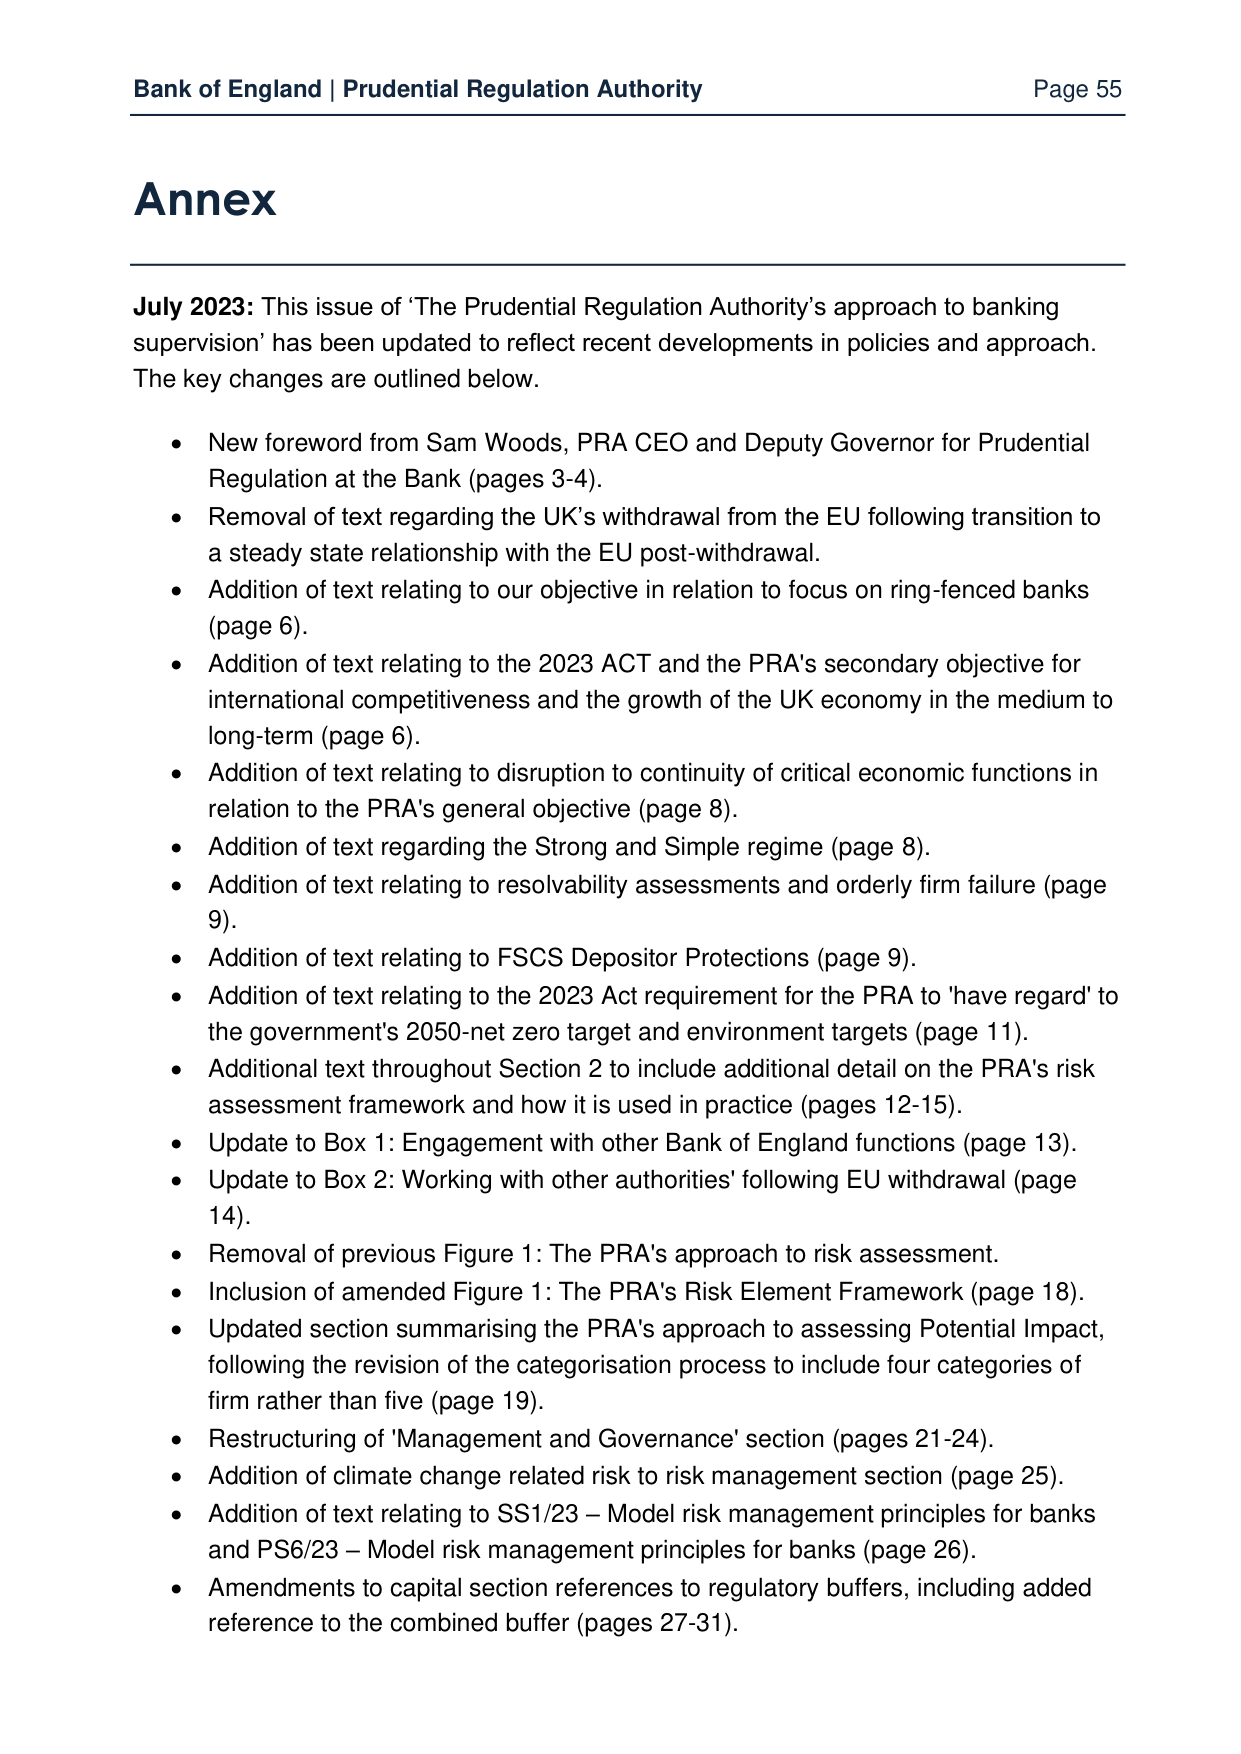 Bank of England | Prudential Regulation Authority Page 55
Annex
July 2023: This issue of ‘The Prudential Regulation Authority’s approach to banking
supervision’ has been updated to reflect recent developments in policies and approach.
The key changes are outlined below.
• New foreword from Sam Woods, PRA CEO and Deputy Governor for Prudential
Regulation at the Bank (pages 3-4).
• Removal of text regarding the UK’s withdrawal from the EU following transition to
a steady state relationship with the EU post-withdrawal.
• Addition of text relating to our objective in relation to focus on ring-fenced banks
(page 6).
• Addition of text relating to the 2023 ACT and the PRA's secondary objective for
international competitiveness and the growth of the UK economy in the medium to
long-term (page 6).
• Addition of text relating to disruption to continuity of critical economic functions in
relation to the PRA's general objective (page 8).
• Addition of text regarding the Strong and Simple regime (page 8).
• Addition of text relating to resolvability assessments and orderly firm failure (page
9).
• Addition of text relating to FSCS Depositor Protections (page 9).
• Addition of text relating to the 2023 Act requirement for the PRA to 'have regard' to
the government's 2050-net zero target and environment targets (page 11).
• Additional text throughout Section 2 to include additional detail on the PRA's risk
assessment framework and how it is used in practice (pages 12-15).
• Update to Box 1: Engagement with other Bank of England functions (page 13).
• Update to Box 2: Working with other authorities' following EU withdrawal (page
14).
• Removal of previous Figure 1: The PRA's approach to risk assessment.
• Inclusion of amended Figure 1: The PRA's Risk Element Framework (page 18).
• Updated section summarising the PRA's approach to assessing Potential Impact,
following the revision of the categorisation process to include four categories of
firm rather than five (page 19).
• Restructuring of 'Management and Governance' section (pages 21-24).
• Addition of climate change related risk to risk management section (page 25).
• Addition of text relating to SS1/23 – Model risk management principles for banks
and PS6/23 – Model risk management principles for banks (page 26).
• Amendments to capital section references to regulatory buffers, including added
reference to the combined buffer (pages 27-31).